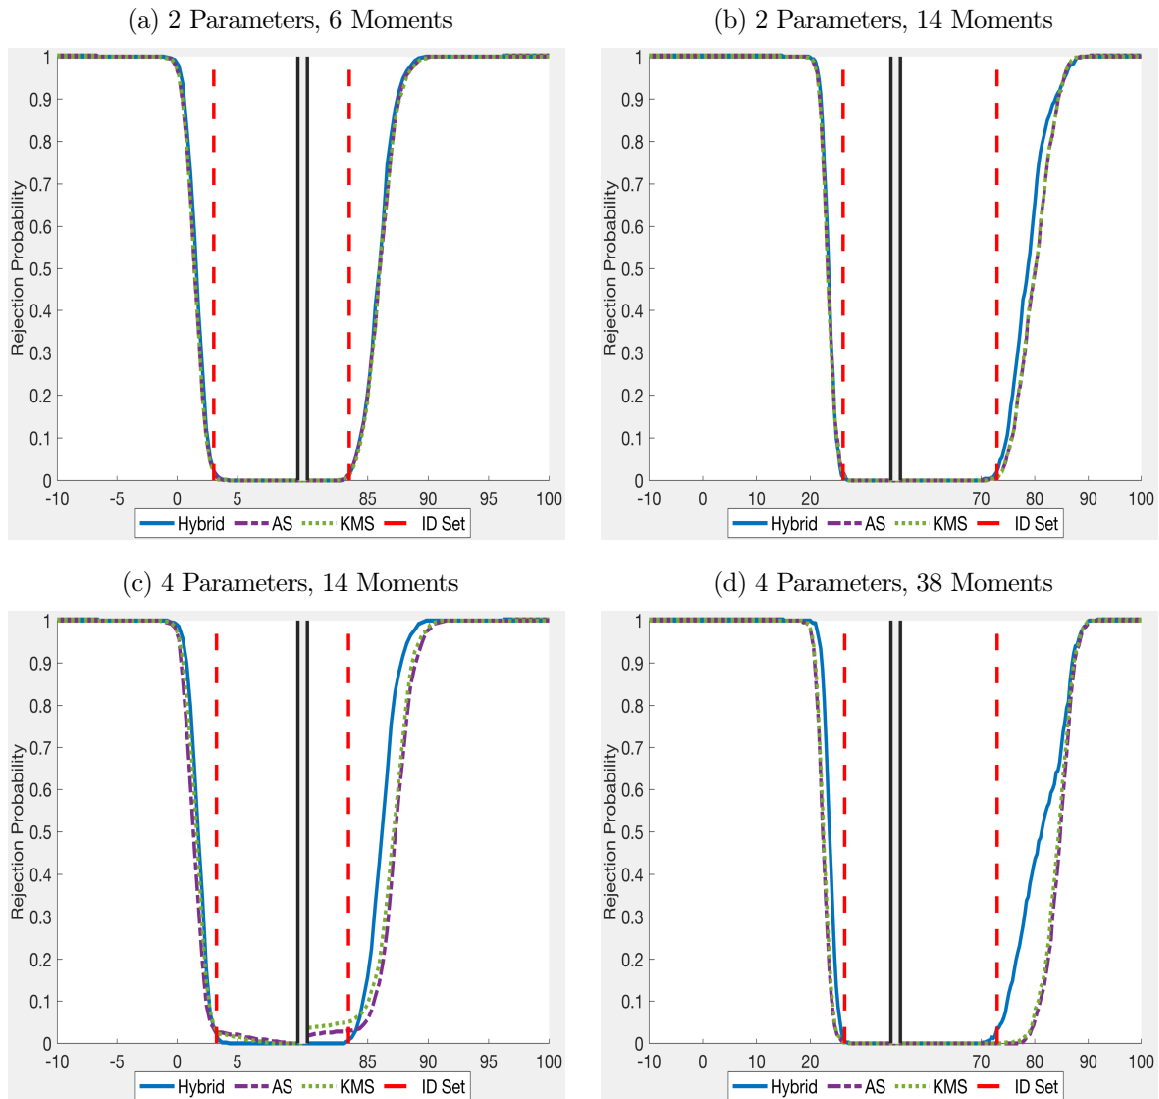 (a) 2 Parameters, 6 Moments
Rejection Probability
1
0.9
0.8
0.7
0.6
0.5
0.4
0.3
0.2
0.1
0
-10 -5 0 5 85 90 95 100
Hybrid AS KMS ID Set
(b) 2 Parameters, 14 Moments
Rejection Probability
1
0.9
0.8
0.7
0.6
0.5
0.4
0.3
0.2
0.1
0
-10 0 10 20 70 80 90 100
Hybrid AS KMS ID Set
(c) 4 Parameters, 14 Moments
Rejection Probability
1
0.9
0.8
0.7
0.6
0.5
0.4
0.3
0.2
0.1
0
-10 -5 0 5 85 90 95 100
Hybrid AS KMS ID Set
(d) 4 Parameters, 38 Moments
Rejection Probability
1
0.9
0.8
0.7
0.6
0.5
0.4
0.3
0.2
0.1
0
-10 0 10 20 70 80 90 100
Hybrid AS KMS ID Set